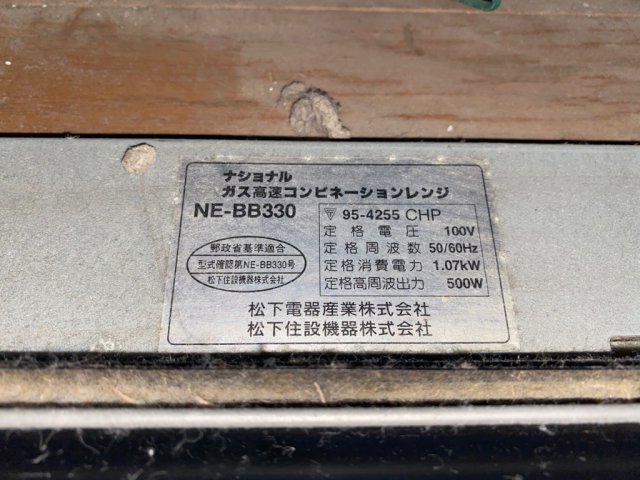 ナショナル
ガス高速コンビネーションレンジ
NE-BB330
郵政省基準適合
型式確認第NE-BB330号
松下住設機器株式会社
95-4255 CHP
定格電圧 100V
定格周波数 50/60Hz
定格消費電力 1.07kW
定格高周波出力 500W
松下電器産業株式会社
松下住設機器株式会社